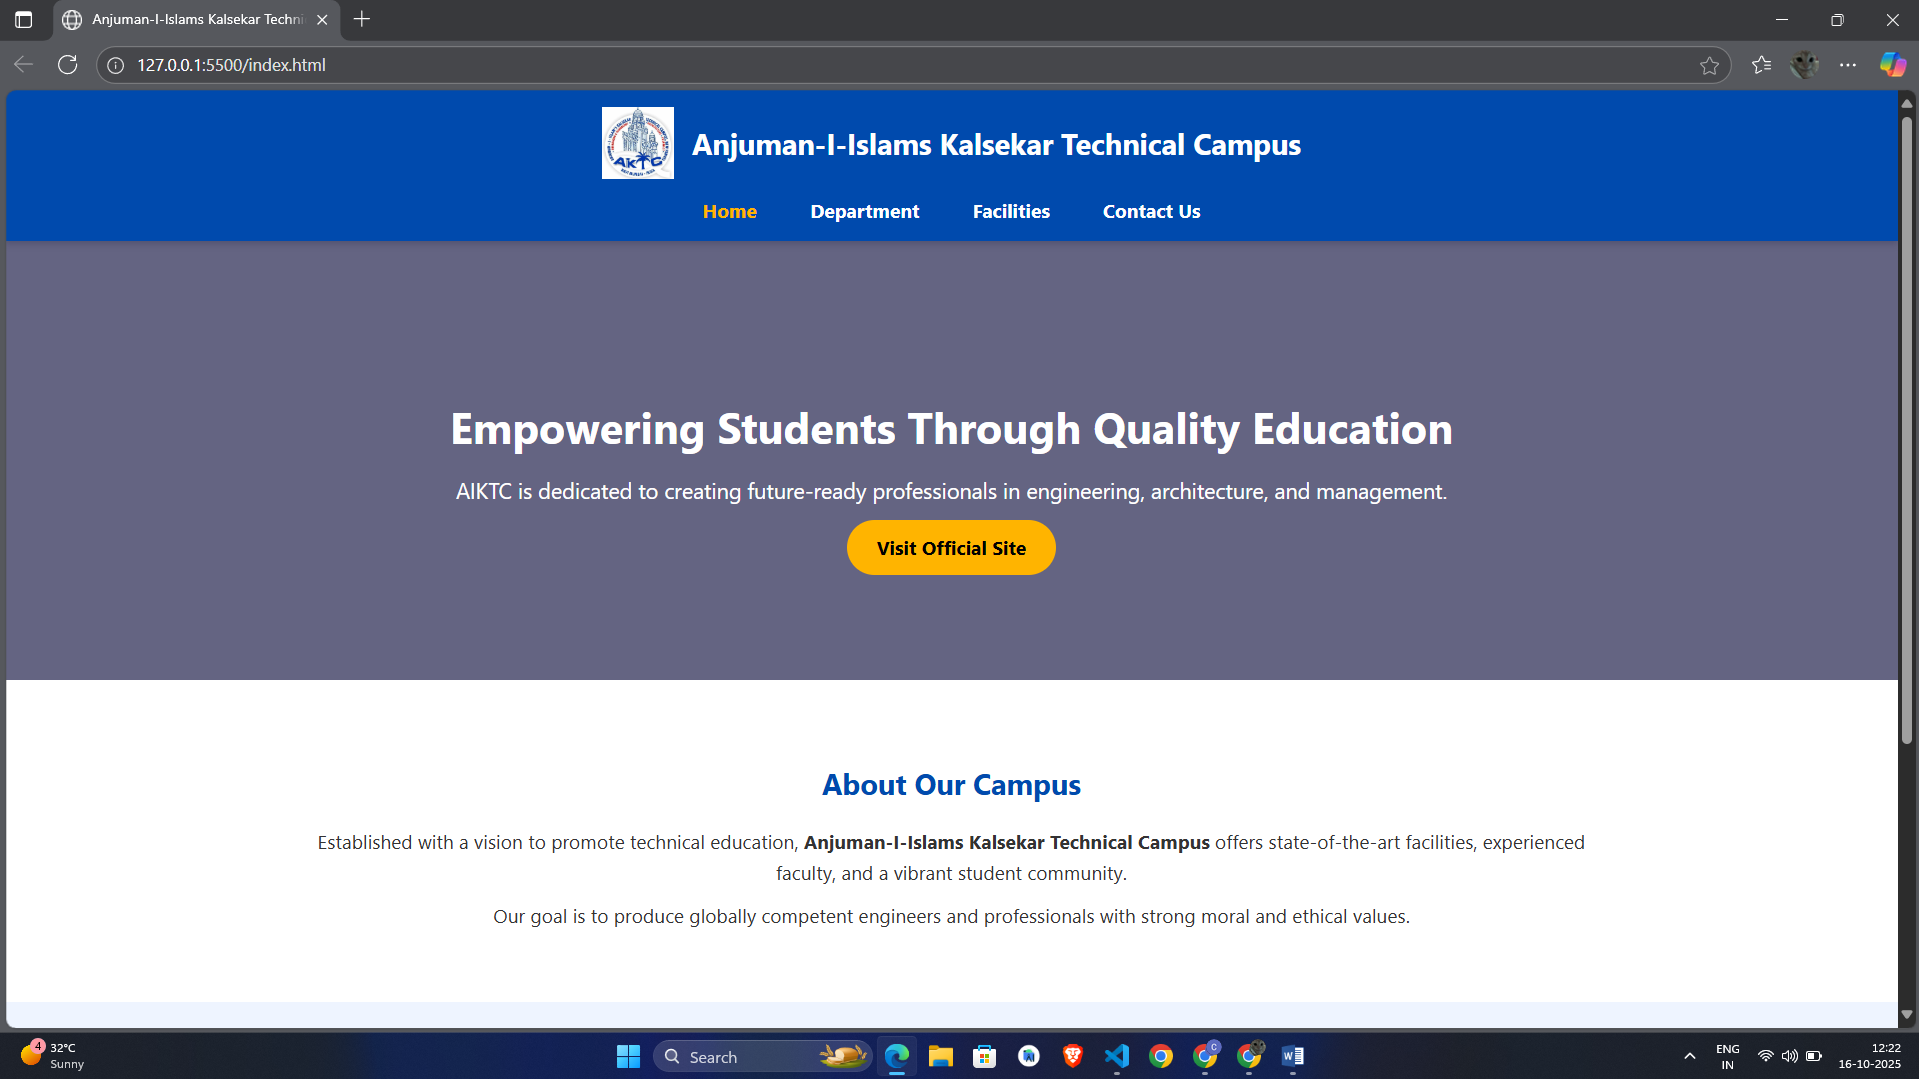 Anjuman-I-Islams Kalsekar Techni
127.0.0.1:5500/index.html
Anjuman-I-Islams Kalsekar Technical Campus
Home Department Facilities Contact Us
Empowering Students Through Quality Education
AIKTC is dedicated to creating future-ready professionals in engineering, architecture, and management.
Visit Official Site
About Our Campus
Established with a vision to promote technical education, Anjuman-I-Islams Kalsekar Technical Campus offers state-of-the-art facilities, experienced
faculty, and a vibrant student community.
Our goal is to produce globally competent engineers and professionals with strong moral and ethical values.
4
32°C
Sunny
Search
ENG
IN
12:22
16-10-2025